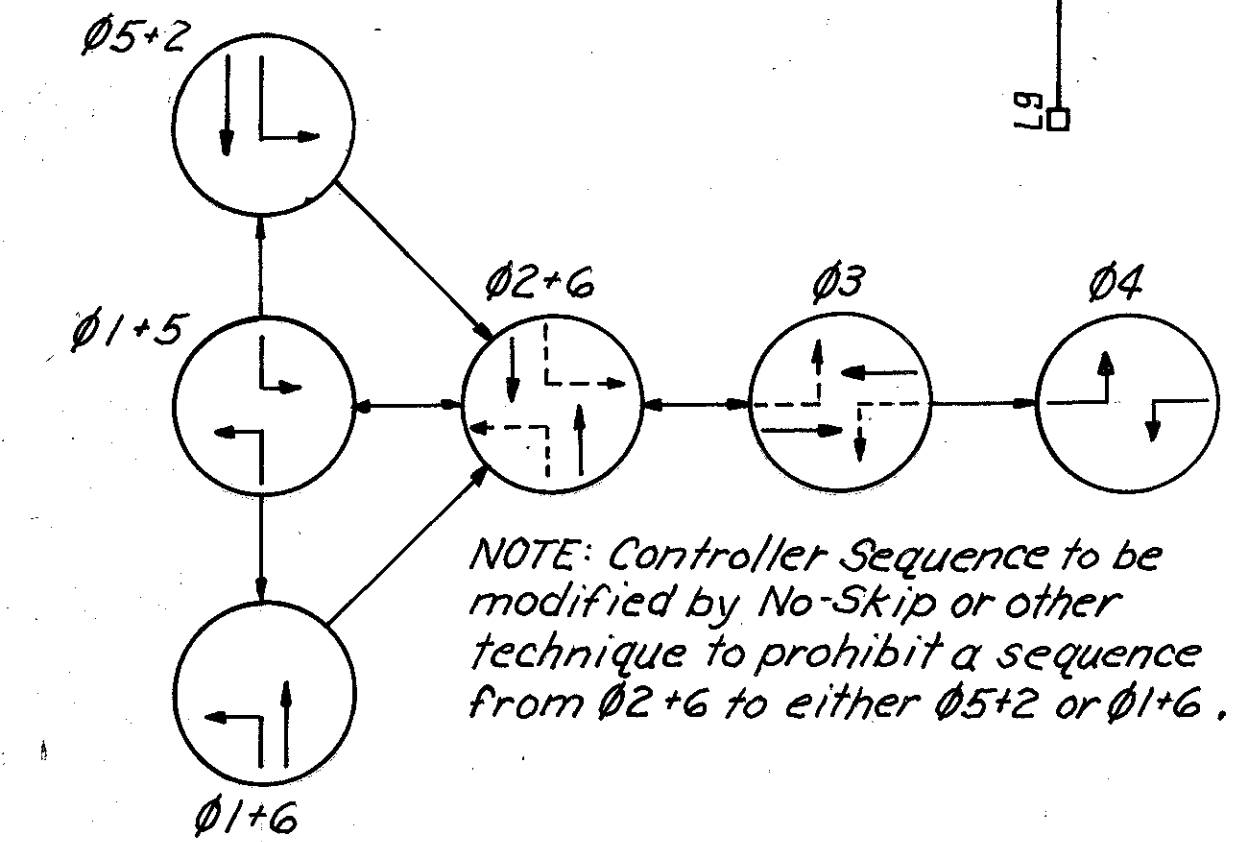 Ø5+2
L9
Ø2+6
Ø3
Ø4
Ø1+5
NOTE: Controller Sequence to be
modified by No-Skip or other
technique to prohibit a sequence
from Ø2+6 to either Ø5+2 or Ø1+6.
Ø1+6